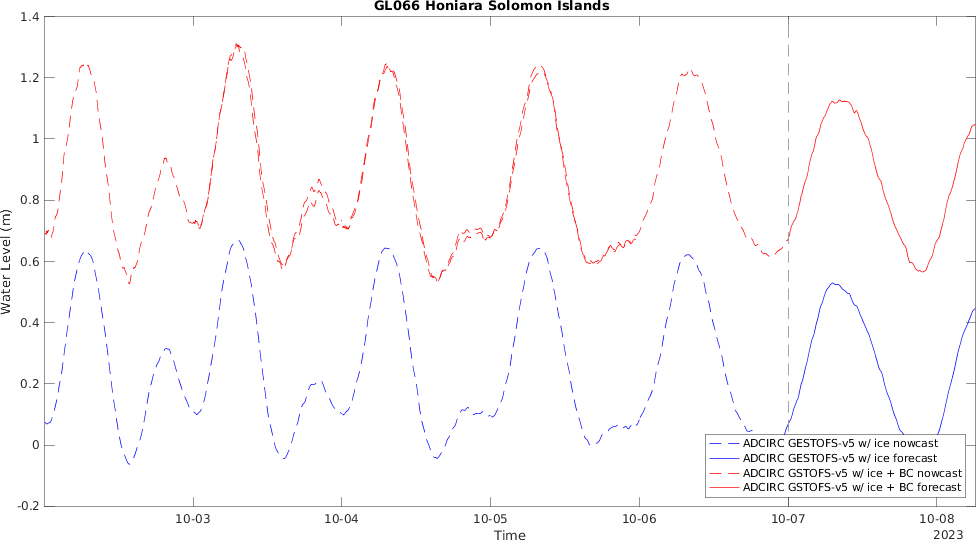 GL066 Honiara Solomon Islands
Water Level (m)
1.4
1.2
1
0.8
0.6
0.4
0.2
0
-0.2
10-03
10-04
10-05
10-06
10-07
10-08
Time
2023
ADCIRC GESTOFS-v5 w/ ice nowcast
ADCIRC GESTOFS-v5 w/ ice forecast
ADCIRC GSTOFS-v5 w/ ice + BC nowcast
ADCIRC GSTOFS-v5 w/ ice + BC forecast